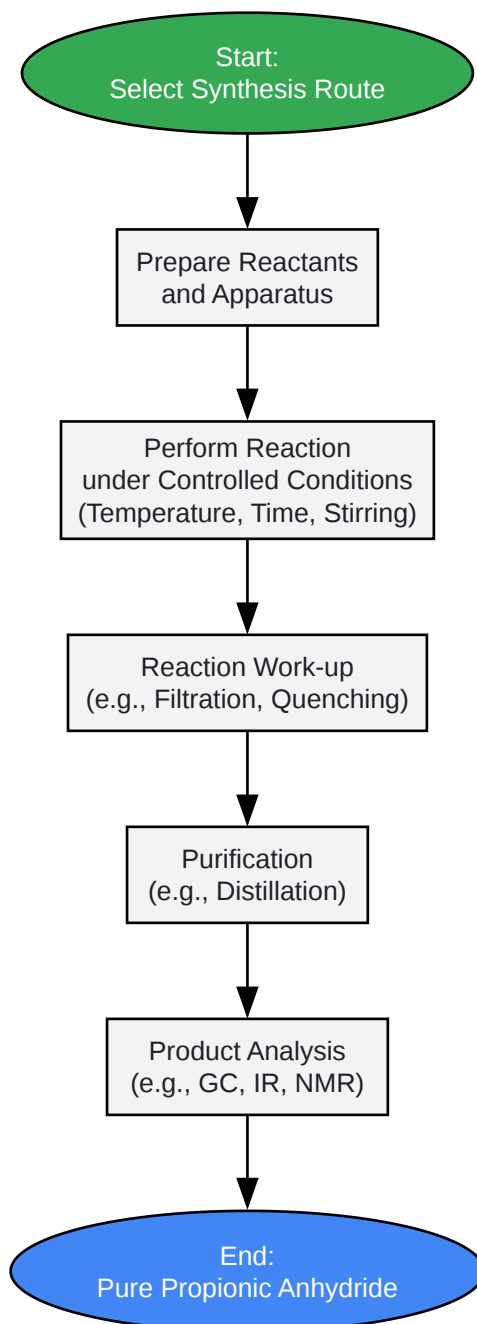 Start:
Select Synthesis Route
Prepare Reactants
and Apparatus
Perform Reaction
under Controlled Conditions
(Temperature, Time, Stirring)
Reaction Work-up
(e.g., Filtration, Quenching)
Purification
(e.g., Distillation)
Product Analysis
(e.g., GC, IR, NMR)
End:
Pure Propionic Anhydride